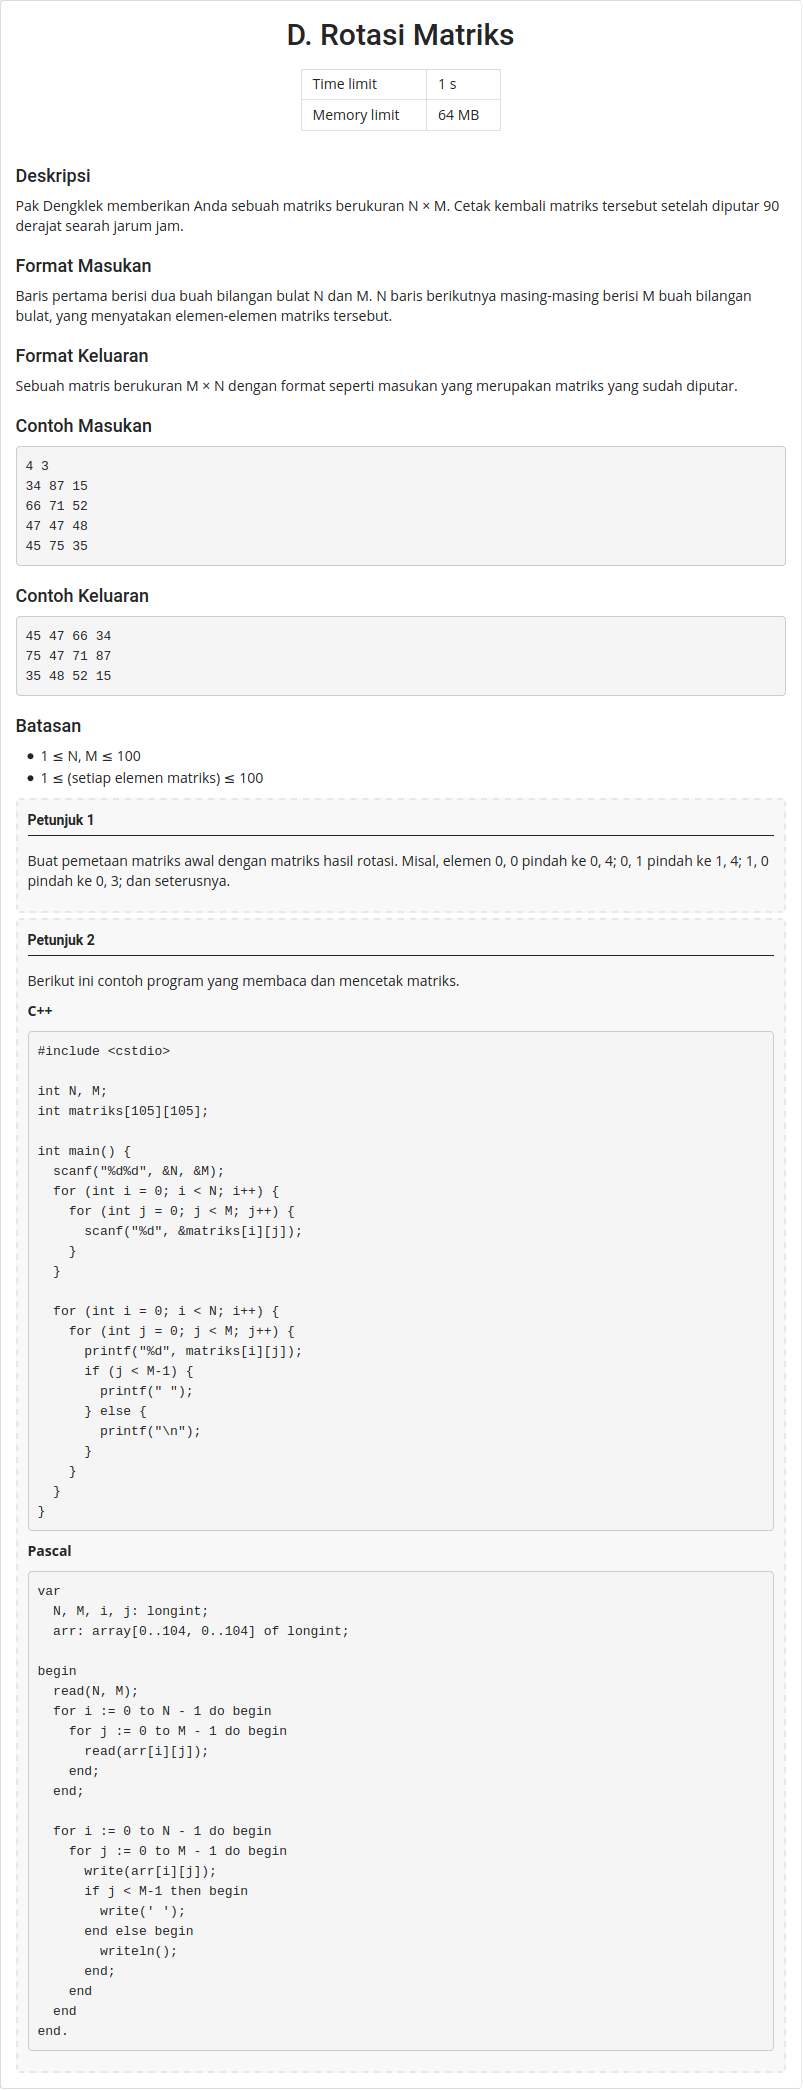 D. Rotasi Matriks
Time limit 1 s
Memory limit 64 MB
Deskripsi
Pak Dengklek memberikan Anda sebuah matriks berukuran N × M. Cetak kembali matriks tersebut setelah diputar 90
derajat searah jarum jam.
Format Masukan
Baris pertama berisi dua buah bilangan bulat N dan M. N baris berikutnya masing-masing berisi M buah bilangan
bulat, yang menyatakan elemen-elemen matriks tersebut.
Format Keluaran
Sebuah matris berukuran M × N dengan format seperti masukan yang merupakan matriks yang sudah diputar.
Contoh Masukan
4 3
34 87 15
66 71 52
47 47 48
45 75 35
Contoh Keluaran
45 47 66 34
75 47 71 87
35 48 52 15
Batasan
• 1 ≤ N, M ≤ 100
• 1 ≤ (setiap elemen matriks) ≤ 100
Petunjuk 1
Buat pemetaan matriks awal dengan matriks hasil rotasi. Misal, elemen 0, 0 pindah ke 0, 4; 0, 1 pindah ke 1, 4; 1, 0
pindah ke 0, 3; dan seterusnya.
Petunjuk 2
Berikut ini contoh program yang membaca dan mencetak matriks.
C++
#include <cstdio>
int N, M;
int matriks[105][105];
int main() {
  scanf("%d%d", &N, &M);
  for (int i = 0; i < N; i++) {
    for (int j = 0; j < M; j++) {
      scanf("%d", &matriks[i][j]);
    }
  }
  for (int i = 0; i < N; i++) {
    for (int j = 0; j < M; j++) {
      printf("%d", matriks[i][j]);
      if (j < M-1) {
        printf(" ");
      } else {
        printf("\n");
      }
    }
  }
}
Pascal
var
  N, M, i, j: longint;
  arr: array[0..104, 0..104] of longint;
begin
  read(N, M);
  for i := 0 to N - 1 do begin
    for j := 0 to M - 1 do begin
      read(arr[i][j]);
    end;
  end;
  for i := 0 to N - 1 do begin
    for j := 0 to M - 1 do begin
      write(arr[i][j]);
      if j < M-1 then begin
        write(' ');
      end else begin
        writeln();
      end;
    end
  end
end.